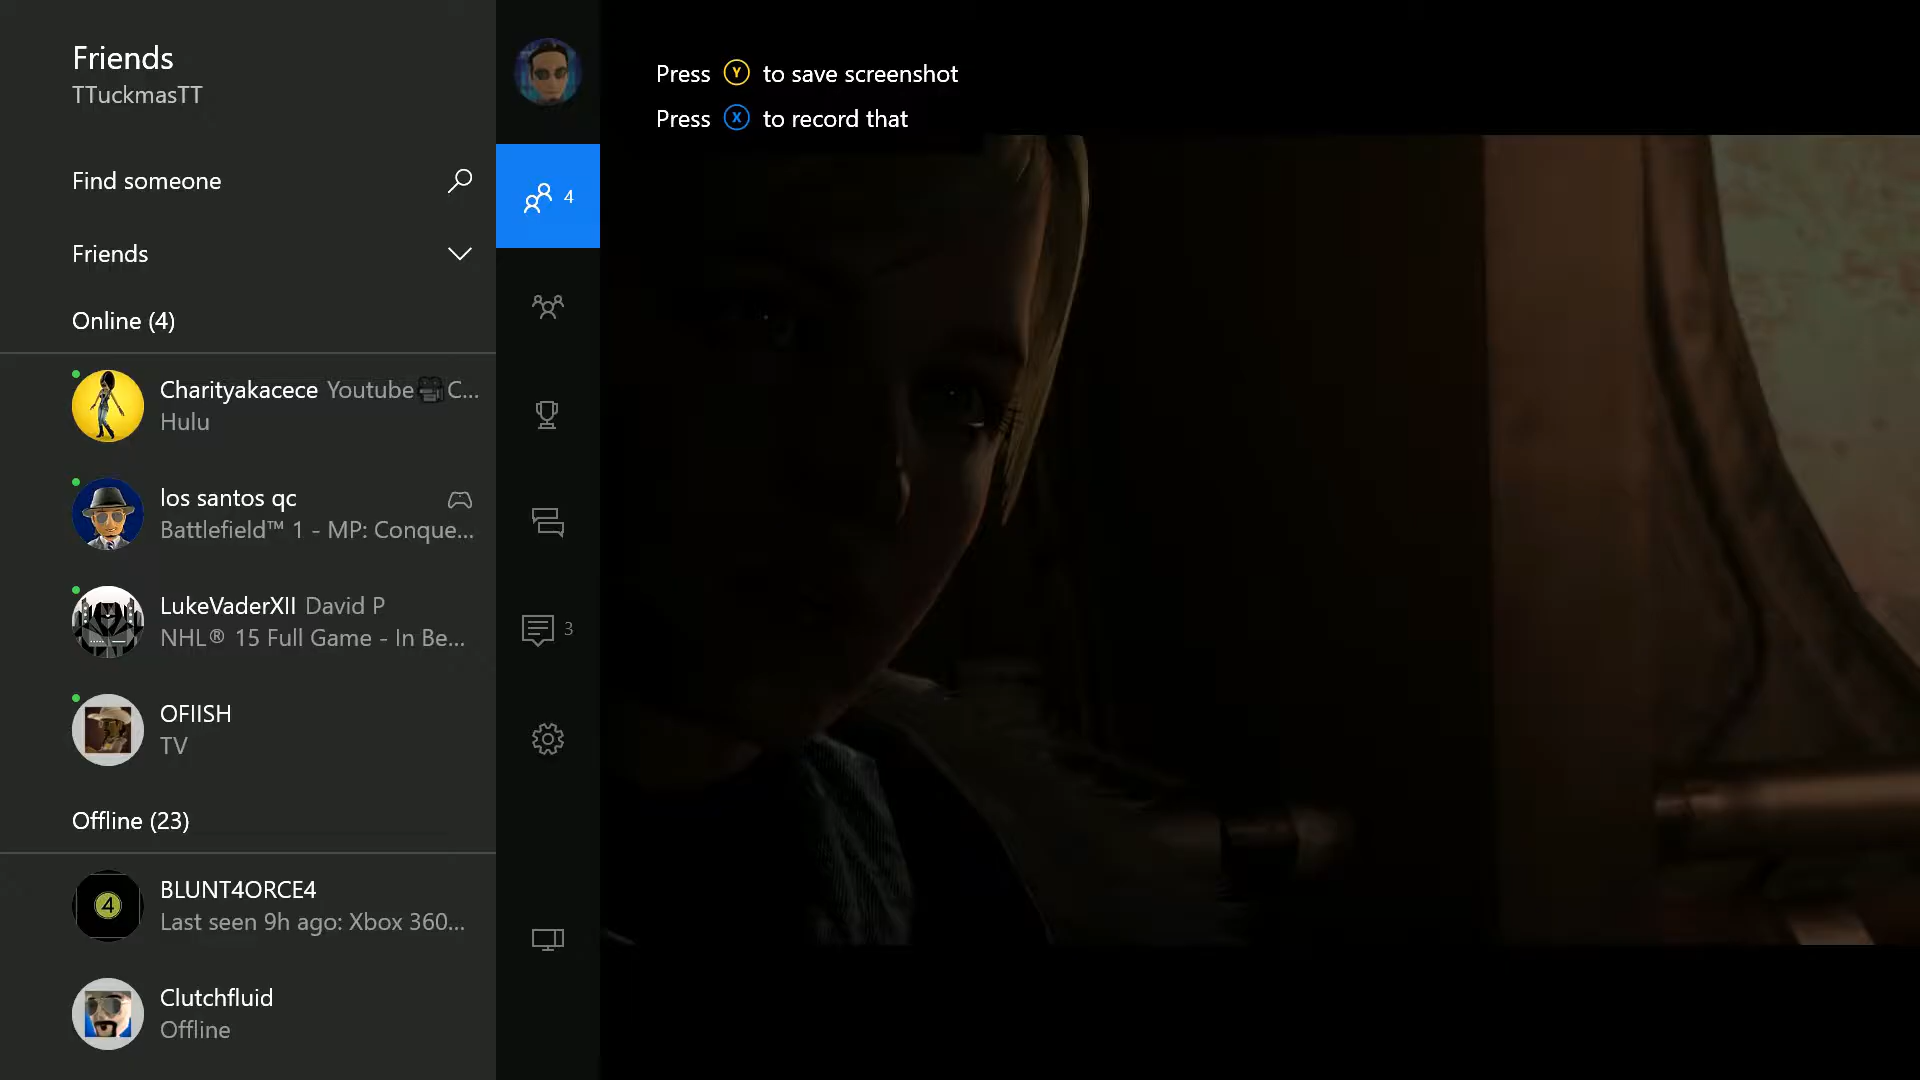 Friends
TTuckmasTT
Find someone
Friends
Online (4)
Charityakacece Youtube🎥C...
Hulu
los santos qc
Battlefield™ 1 - MP: Conque...
LukeVaderXII David P
NHL® 15 Full Game - In Be...
OFIISH
TV
Offline (23)
4
BLUNT4ORCE4
Last seen 9h ago: Xbox 360...
Clutchfluid
Offline
4
3
Press Y to save screenshot
Press X to record that